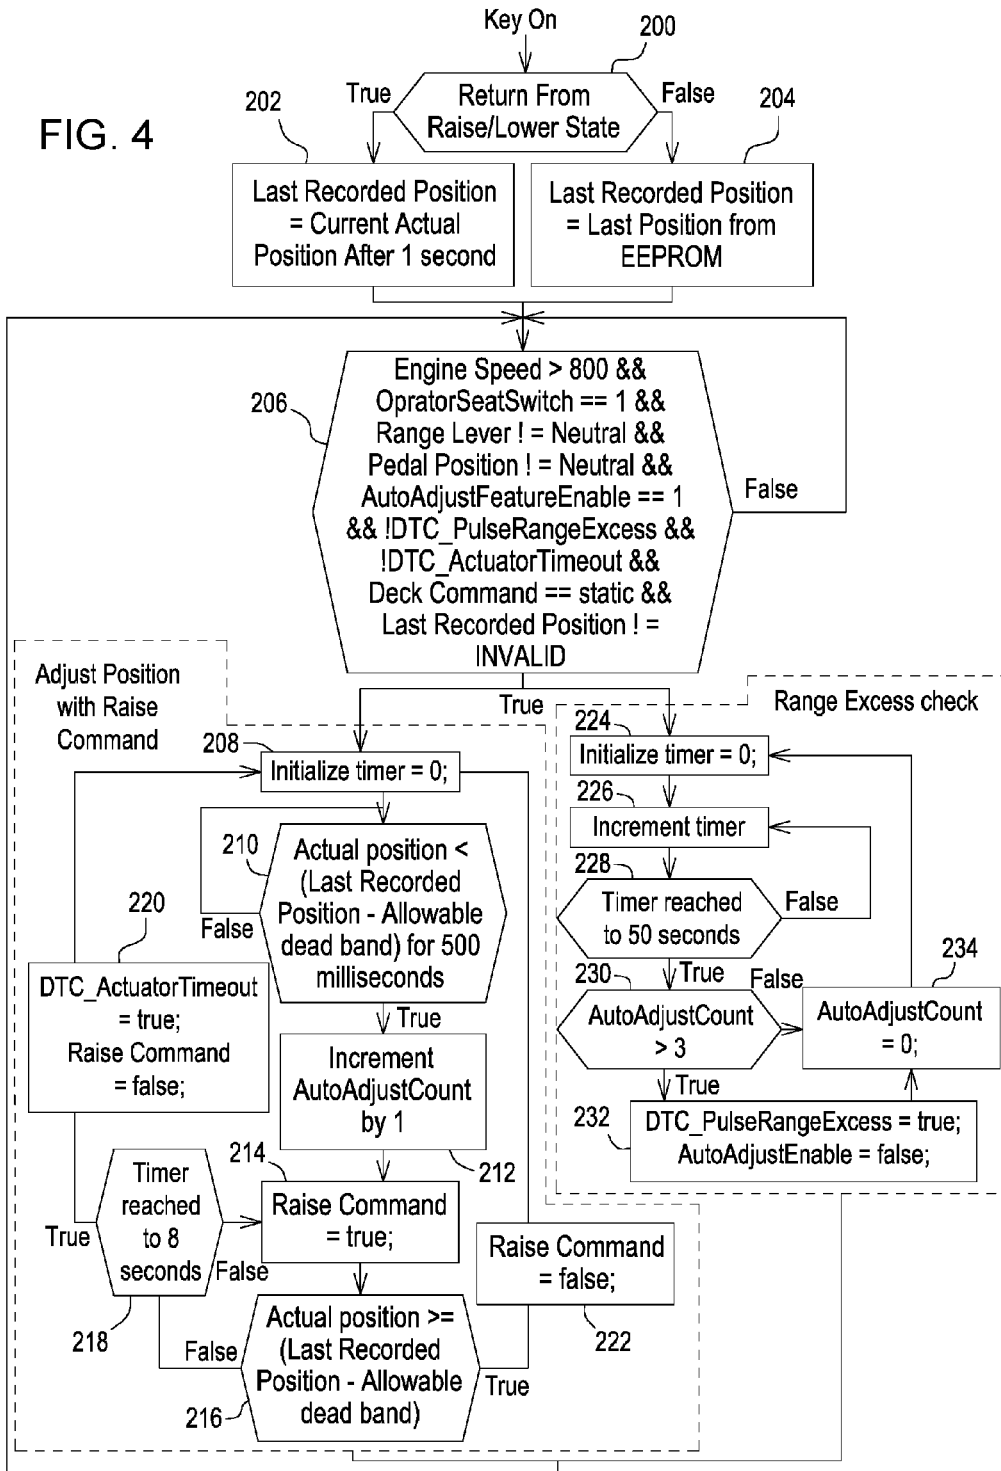 Key On
200
FIG. 4
202
True
Return From
Raise/Lower State
False
204
Last Recorded Position
= Current Actual
Position After 1 second
Last Recorded Position
= Last Position from
EEPROM
206
Engine Speed > 800 &&
OpratorSeatSwitch == 1 &&
Range Lever ! = Neutral &&
Pedal Position ! = Neutral &&
AutoAdjustFeatureEnable == 1
&& !DTC_PulseRangeExcess &&
!DTC_ActuatorTimeout &&
Deck Command == static &&
Last Recorded Position ! =
INVALID
False
True
Adjust Position
with Raise
Command
208
Initialize timer = 0;
210
Actual position <
(Last Recorded
Position - Allowable
dead band) for 500
milliseconds
False
True
220
DTC_ActuatorTimeout
= true;
Raise Command
= false;
Increment
AutoAdjustCount
by 1
212
214
Raise Command
= true;
Timer
reached
to 8
seconds
True
False
218
Raise Command
= false;
222
Actual position >=
(Last Recorded
Position - Allowable
dead band)
False
True
216
Range Excess check
224
Initialize timer = 0;
226
Increment timer
228
Timer reached
to 50 seconds
False
True
230
AutoAdjustCount
> 3
False
True
234
AutoAdjustCount
= 0;
232
DTC_PulseRangeExcess = true;
AutoAdjustEnable = false;